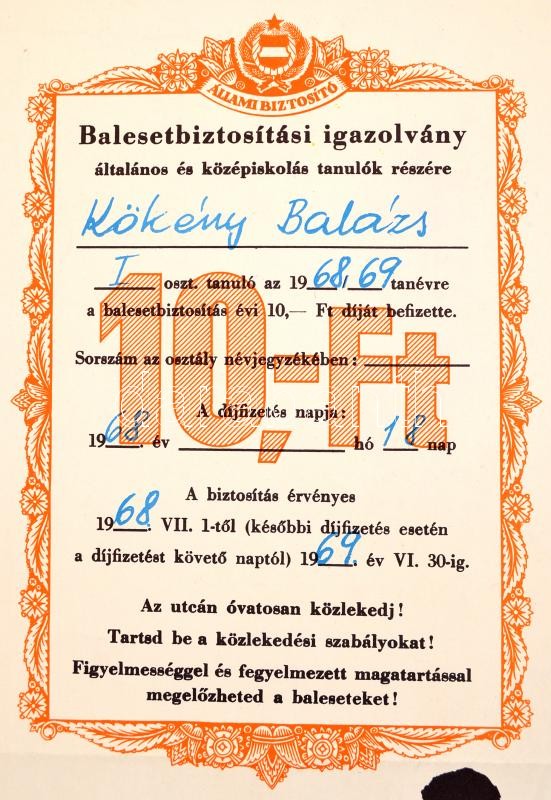 ÁLLAMI BIZTOSÍTÓ
Balesetbiztosítási igazolvány
általános és középiskolás tanulók részére
Kökény Balázs
I oszt. tanuló az 1968/69 tanévre
a balesetbiztosítás évi 10,— Ft díját befizette.
10,-Ft
Sorszám az osztály névjegyzékében:
A díjfizetés napja:
1968. év hó 18 nap
A biztosítás érvényes
1968. VII. 1-től (későbbi díjfizetés esetén
a díjfizetést követő naptól) 1969. év VI. 30-ig.
Az utcán óvatosan közlekedj!
Tartsd be a közlekedési szabályokat!
Figyelmességgel és fegyelmezett magatartással
megelőzheted a baleseteket!